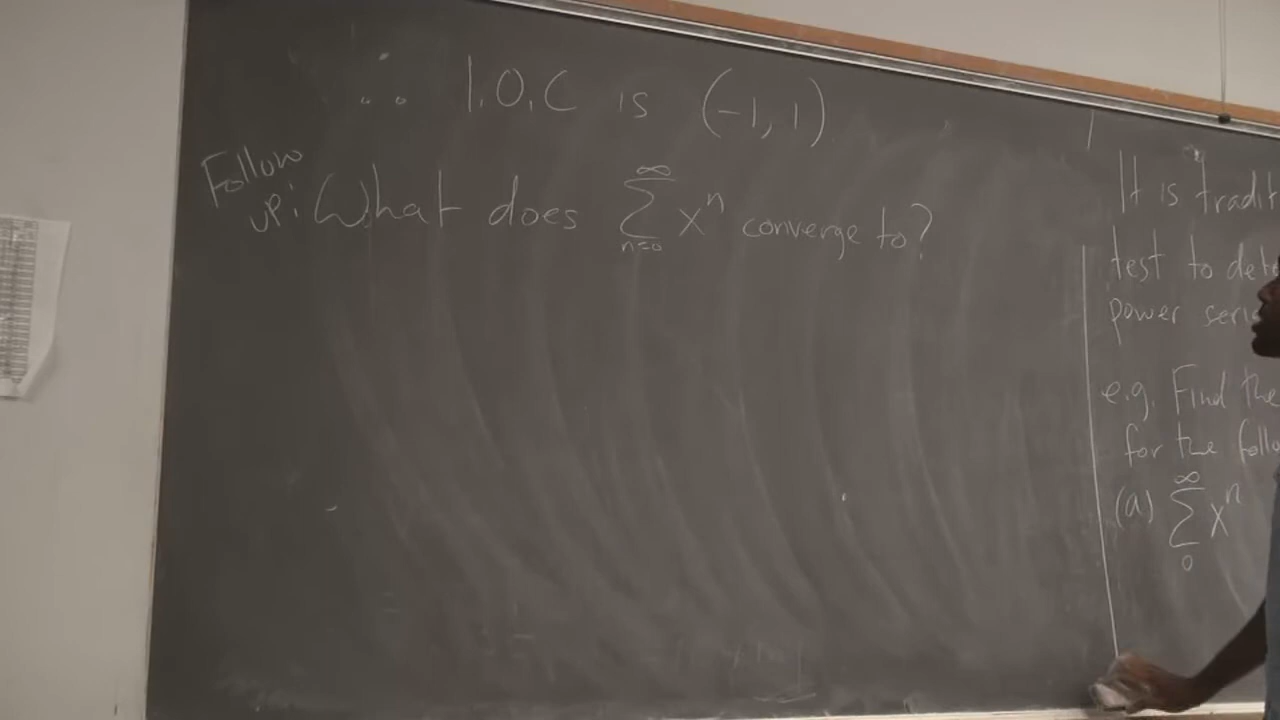 ∴ I.O.C is (-1, 1)
Follow up: What does ∑_{n=0}^{∞} x^n converge to?
It is tradit
test to dete
power seri
e.g. Find the
for the follo
(a) ∑_{0}^{∞} x^n